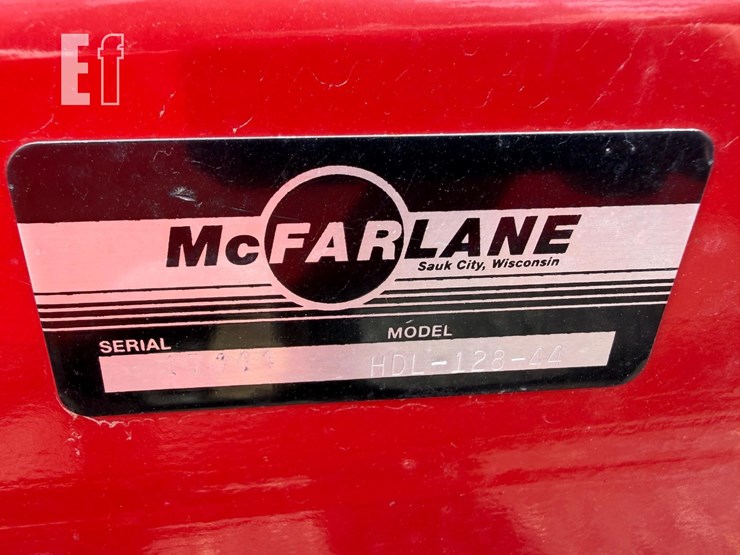 Ef
McFARLANE
Sauk City, Wisconsin
SERIAL MODEL
HDL-128-44